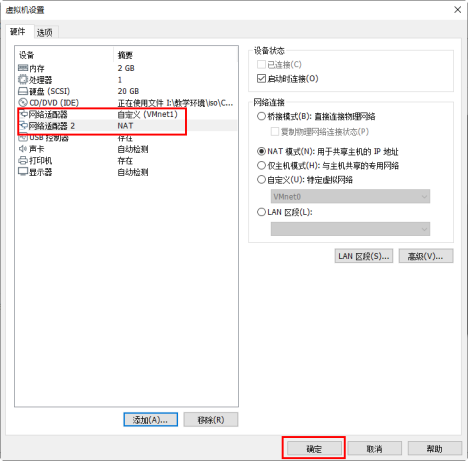 虚拟机设置
硬件 选项
设备 摘要
内存 2 GB
处理器 1
硬盘 (SCSI) 20 GB
CD/DVD (IDE) 正在使用文件 I:\教学环境\iso\C...
网络适配器 自定义 (VMnet1)
网络适配器 2 NAT
USB 控制器 存在
声卡 自动检测
打印机 存在
显示器 自动检测
添加(A)... 移除(R)
设备状态
已连接(C)
启动时连接(O)
网络连接
桥接模式(B): 直接连接物理网络
复制物理网络连接状态(P)
NAT 模式(N): 用于共享主机的 IP 地址
仅主机模式(H): 与主机共享的专用网络
自定义(U): 特定虚拟网络
VMnet0
LAN 区段(L):
LAN 区段(S)... 高级(V)...
确定 取消 帮助